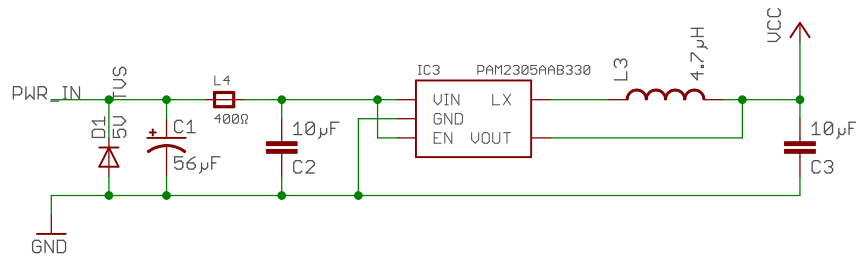 PWR_IN
TVS
D1
5V
C1
56µF
L4
400Ω
10µF
C2
IC3
PAM2305AAB330
VIN
LX
GND
EN
VOUT
L3
4.7µH
VCC
10µF
C3
GND